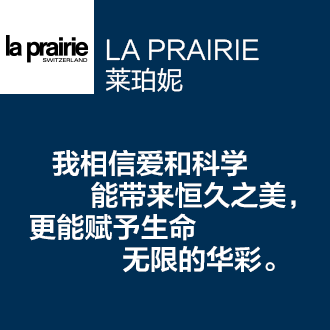 la prairie
SWITZERLAND
LA PRAIRIE
莱珀妮
我相信爱和科学
能带来恒久之美，
更能赋予生命
无限的华彩。